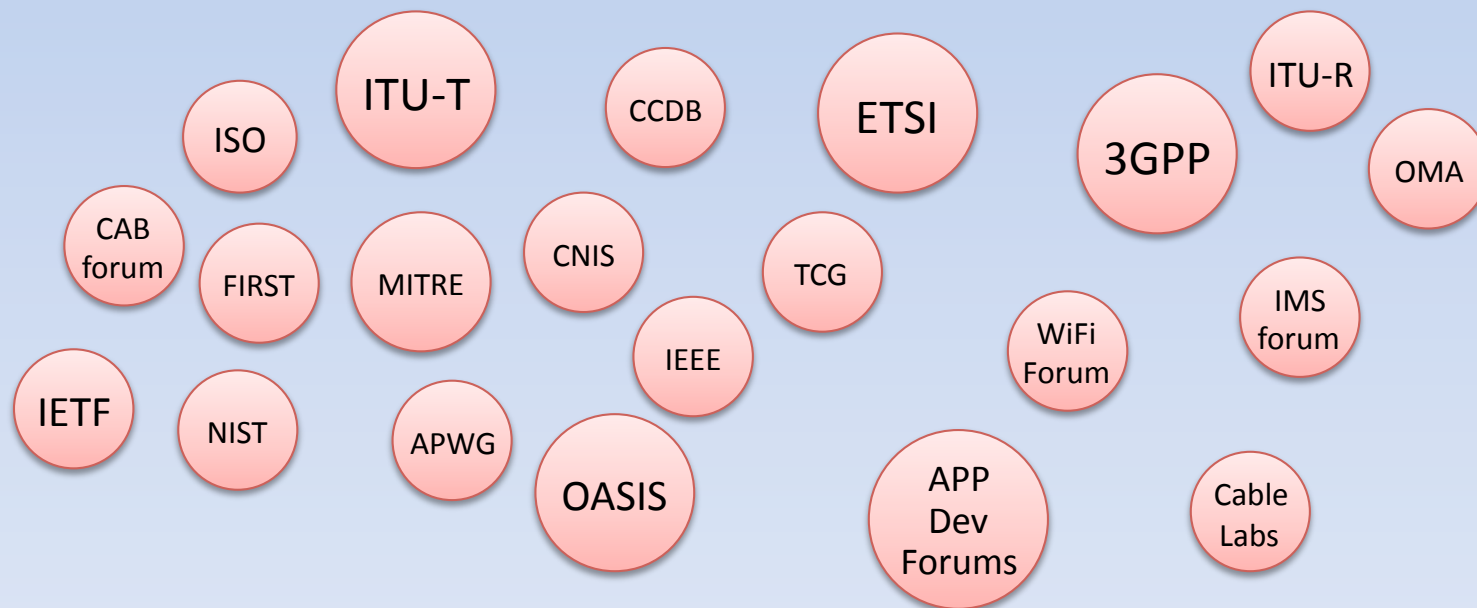 ITU-T
ITU-R
CCDB
ETSI
ISO
3GPP
OMA
CAB
forum
FIRST
MITRE
CNIS
TCG
IMS
forum
WiFi
Forum
IEEE
IETF
NIST
APWG
OASIS
APP
Dev
Forums
Cable
Labs